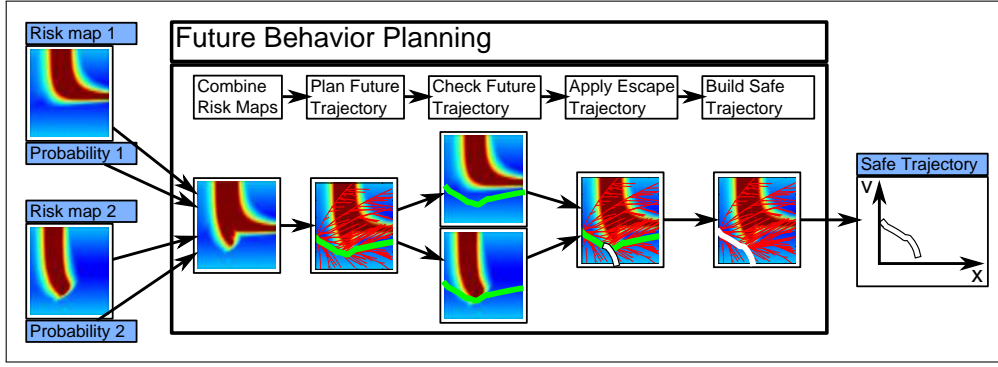 Risk map 1
Probability 1
Risk map 2
Probability 2
Future Behavior Planning
Combine
Risk Maps
Plan Future
Trajectory
Check Future
Trajectory
Apply Escape
Trajectory
Build Safe
Trajectory
Safe Trajectory
V
X